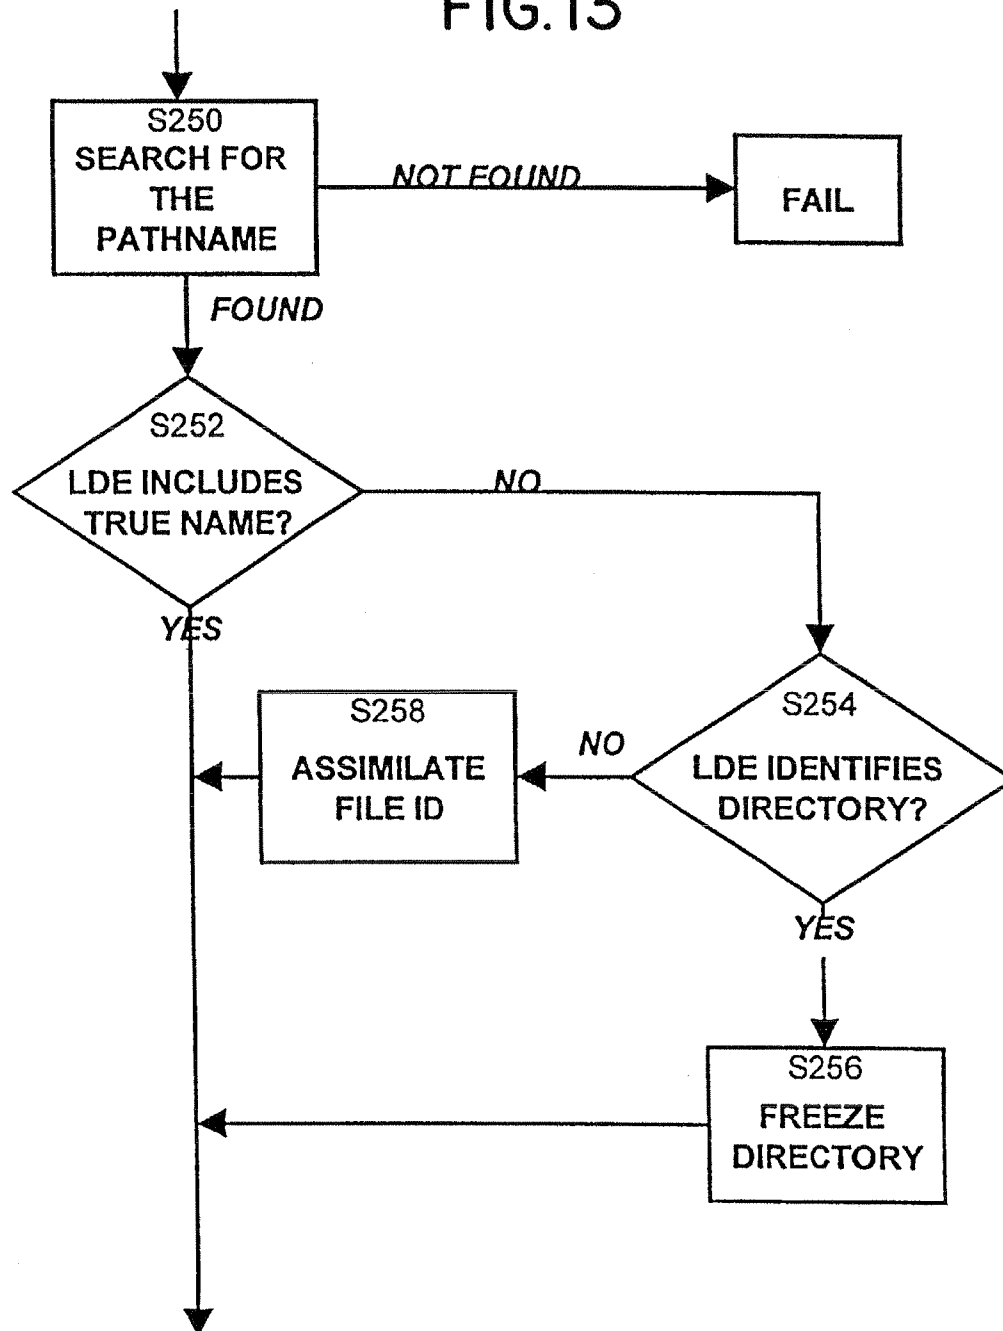 FIG. 13
S250
SEARCH FOR
THE
PATHNAME
NOT FOUND
FAIL
FOUND
S252
LDE INCLUDES
TRUE NAME?
NO
YES
S254
LDE IDENTIFIES
DIRECTORY?
NO
S258
ASSIMILATE
FILE ID
YES
S256
FREEZE
DIRECTORY